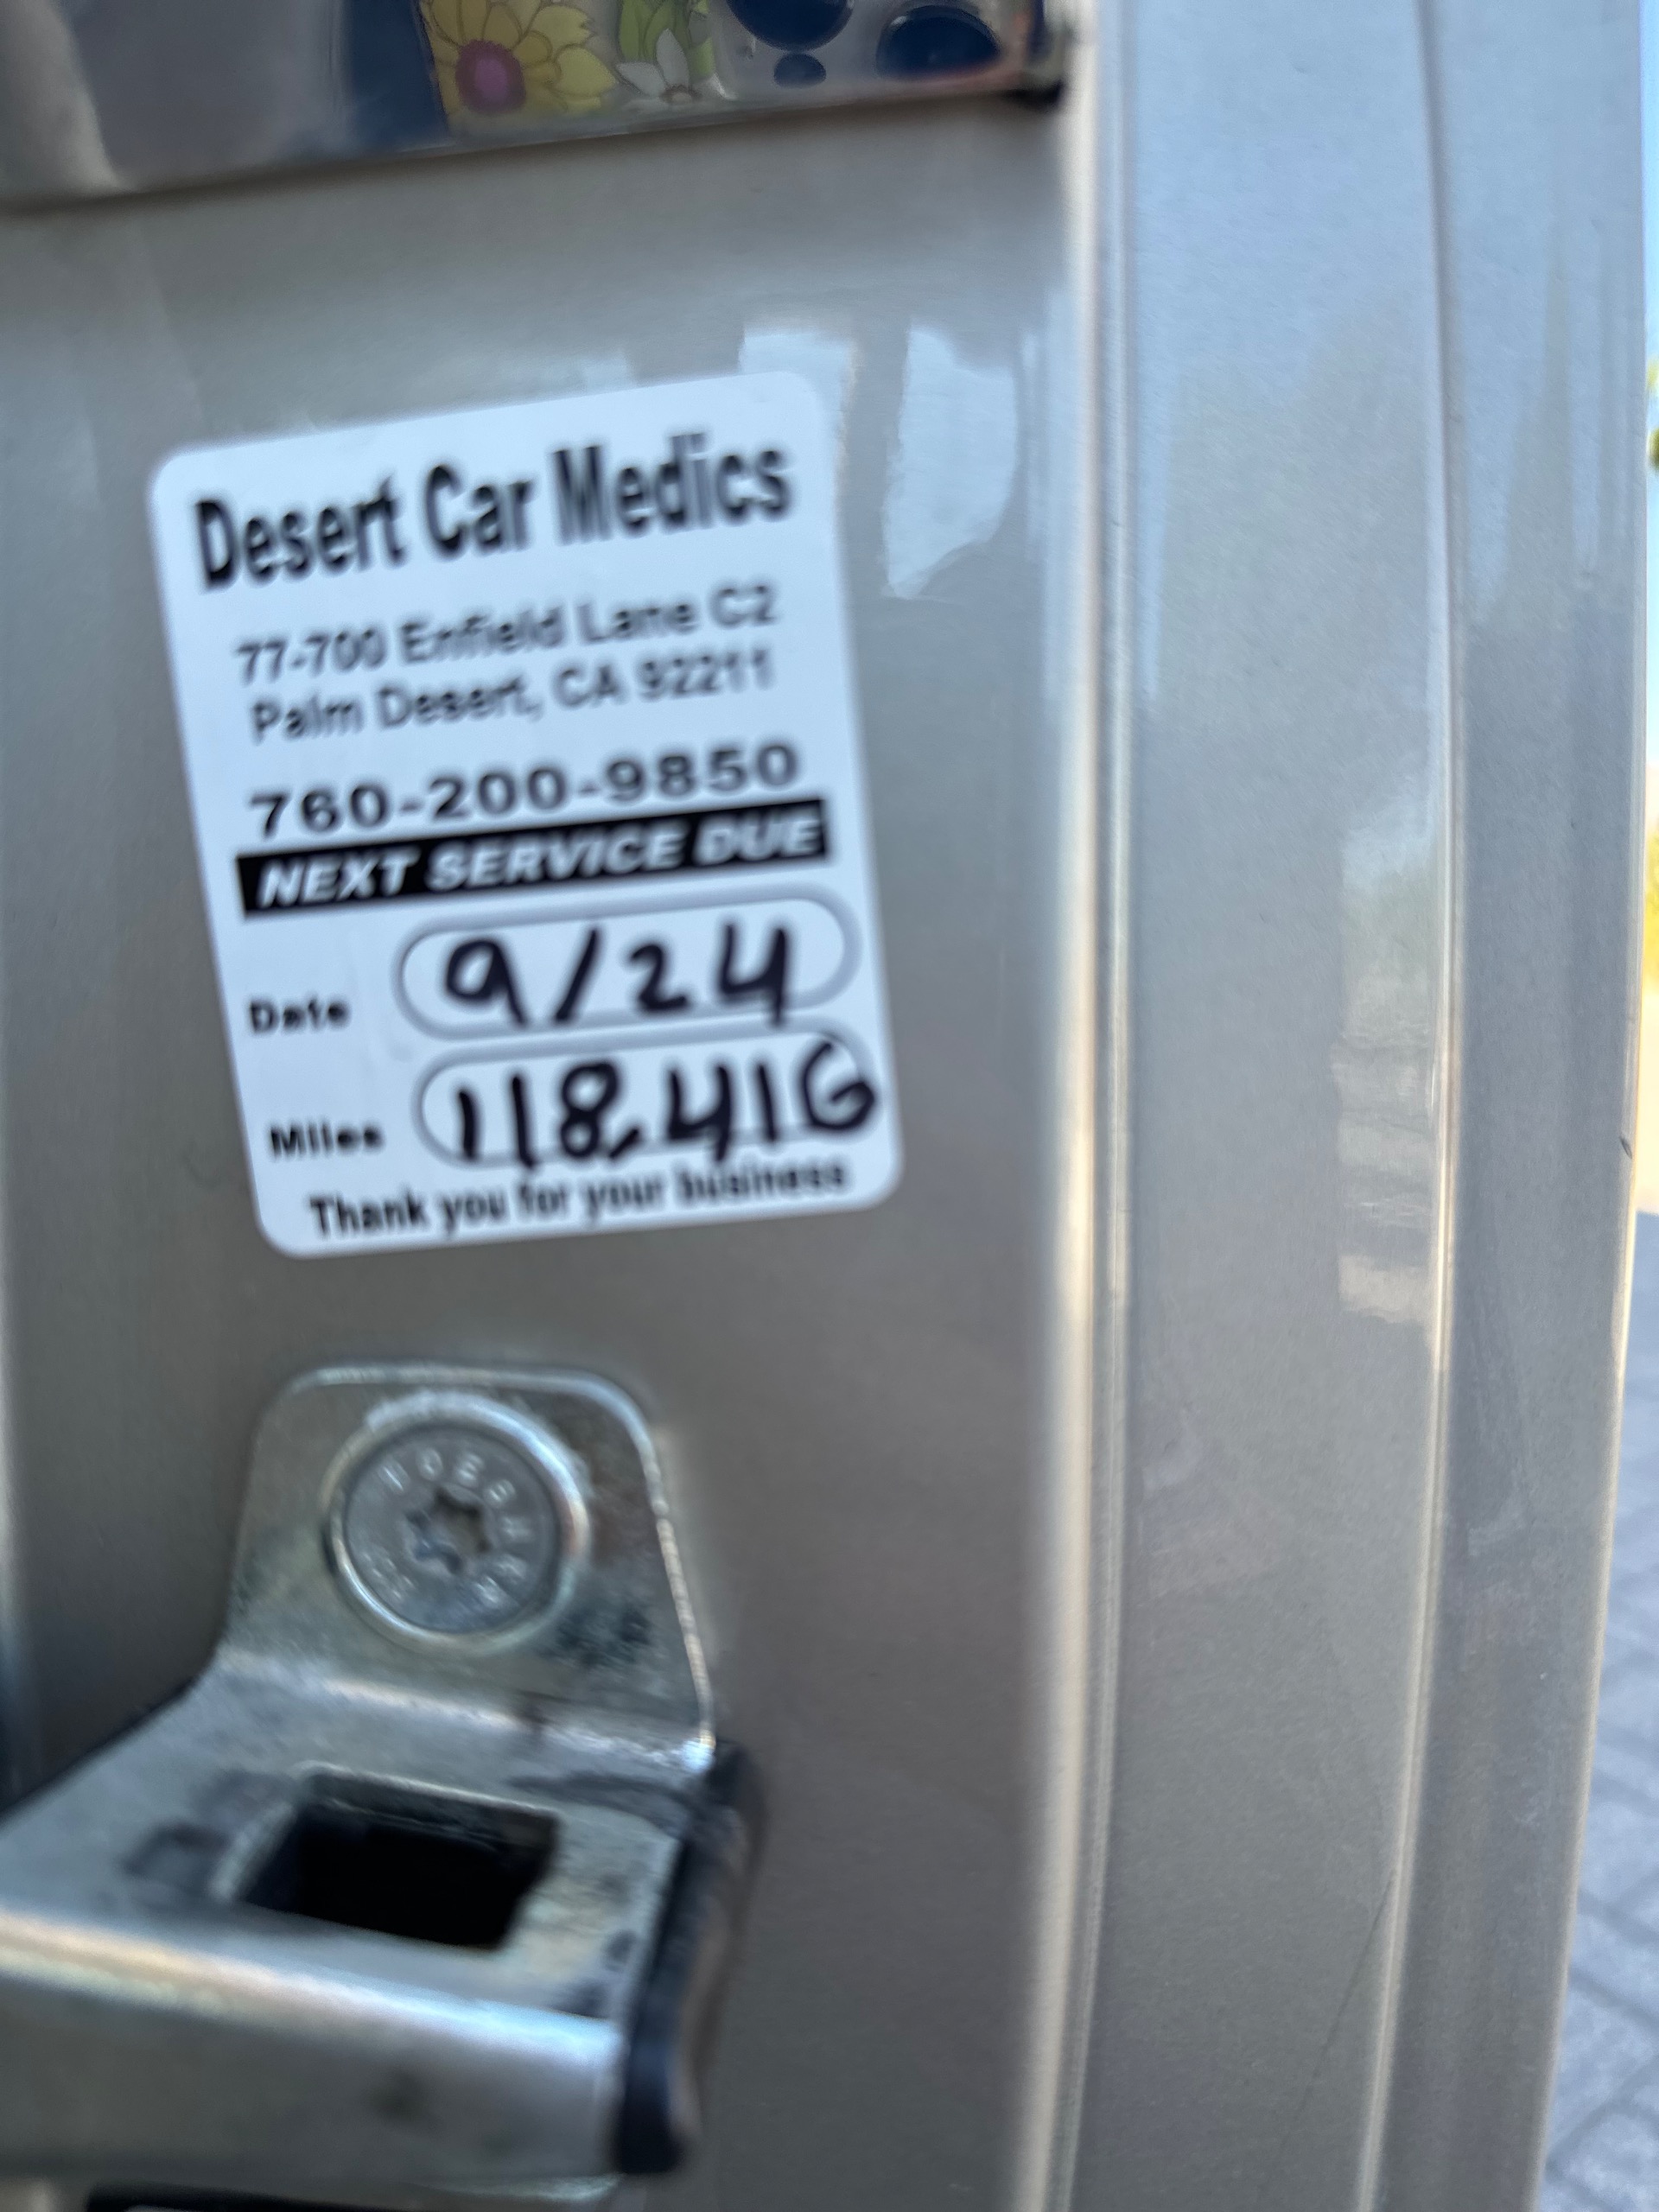 Desert Car Medics
77-700 Enfield Lane C2
Palm Desert, CA 92211
760-200-9850
NEXT SERVICE DUE
Date 9/24
Miles 118,416
Thank you for your business